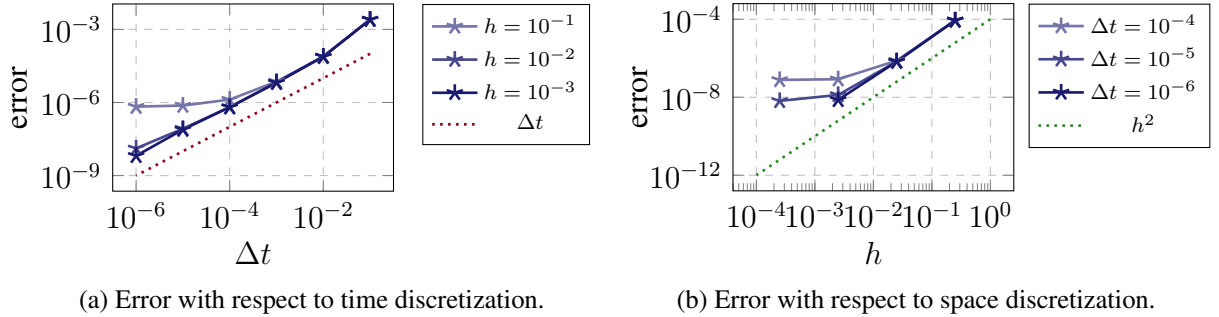 10⁻³
10⁻⁶
10⁻⁹
error
10⁻⁶ 10⁻⁴ 10⁻²
Δt
h = 10⁻¹
h = 10⁻²
h = 10⁻³
Δt
(a) Error with respect to time discretization.
10⁻⁴
10⁻⁸
10⁻¹²
error
10⁻⁴ 10⁻³ 10⁻² 10⁻¹ 10⁰
h
Δt = 10⁻⁴
Δt = 10⁻⁵
Δt = 10⁻⁶
h²
(b) Error with respect to space discretization.